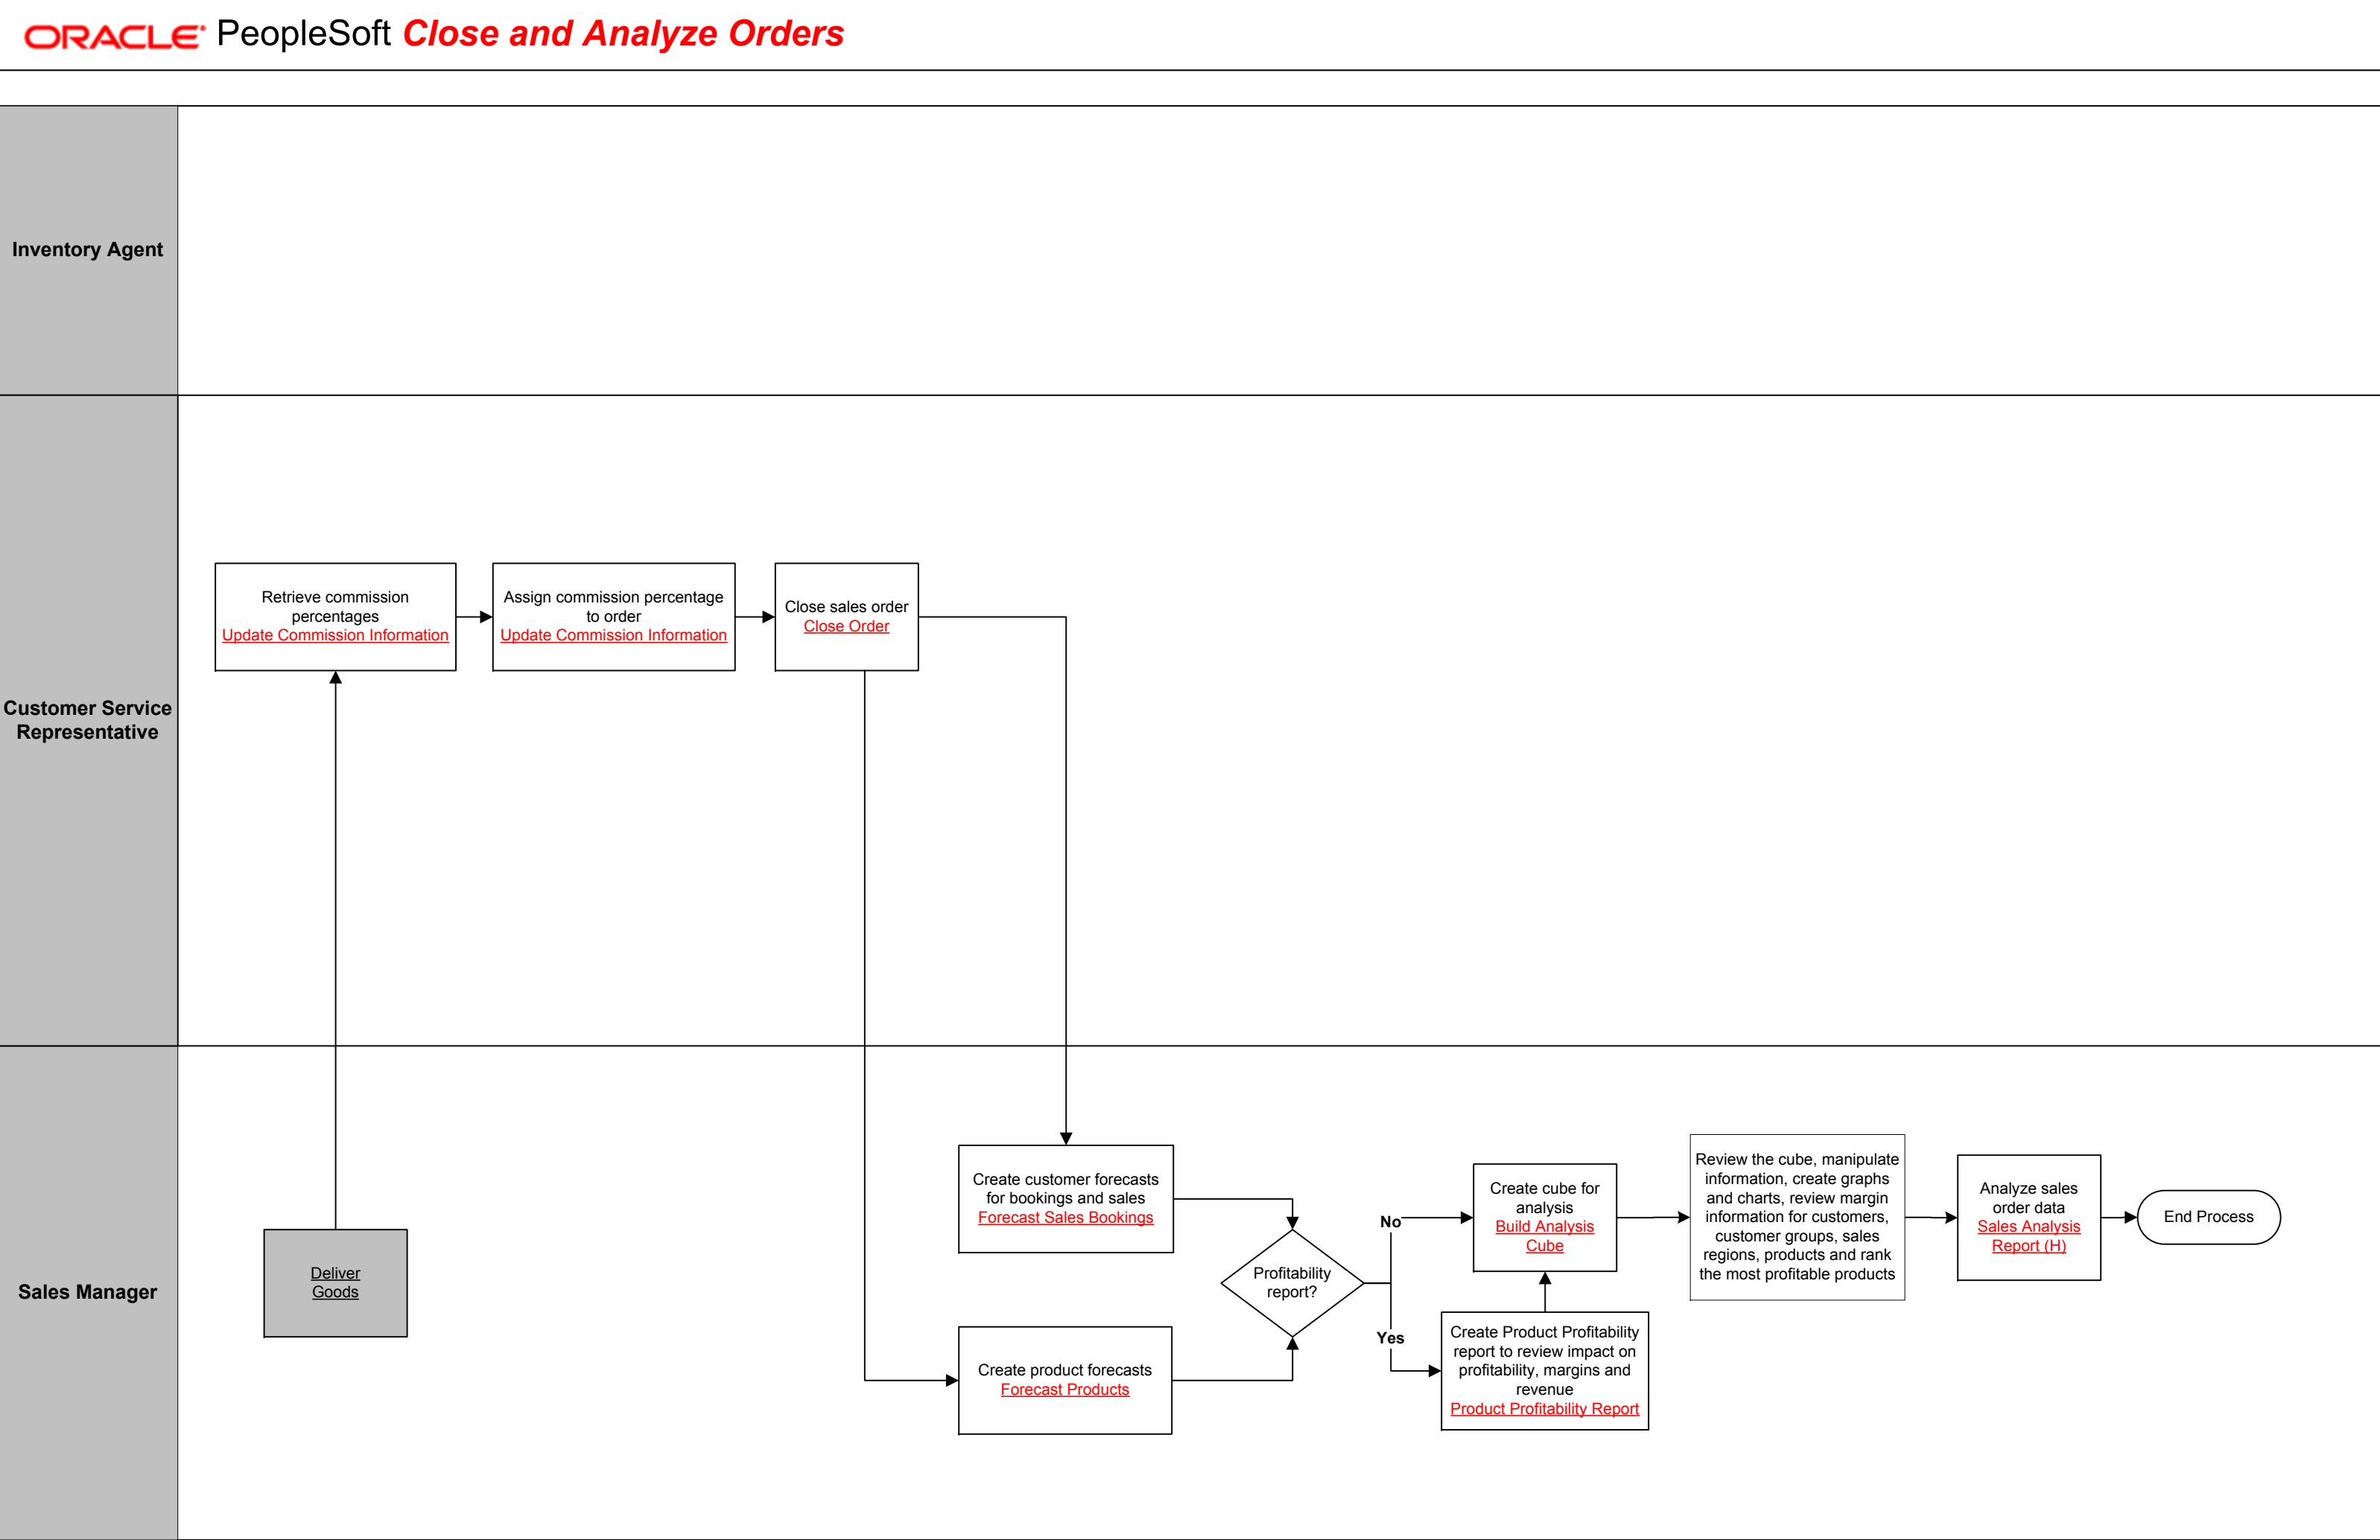 ORACLE PeopleSoft Close and Analyze Orders
Inventory Agent
Customer Service
Representative
Retrieve commission
percentages
Update Commission Information
Assign commission percentage
to order
Update Commission Information
Close sales order
Close Order
Sales Manager
Deliver
Goods
Create customer forecasts
for bookings and sales
Forecast Sales Bookings
Create product forecasts
Forecast Products
Profitability
report?
No
Yes
Create cube for
analysis
Build Analysis
Cube
Create Product Profitability
report to review impact on
profitability, margins and
revenue
Product Profitability Report
Review the cube, manipulate
information, create graphs
and charts, review margin
information for customers,
customer groups, sales
regions, products and rank
the most profitable products
Analyze sales
order data
Sales Analysis
Report (H)
End Process